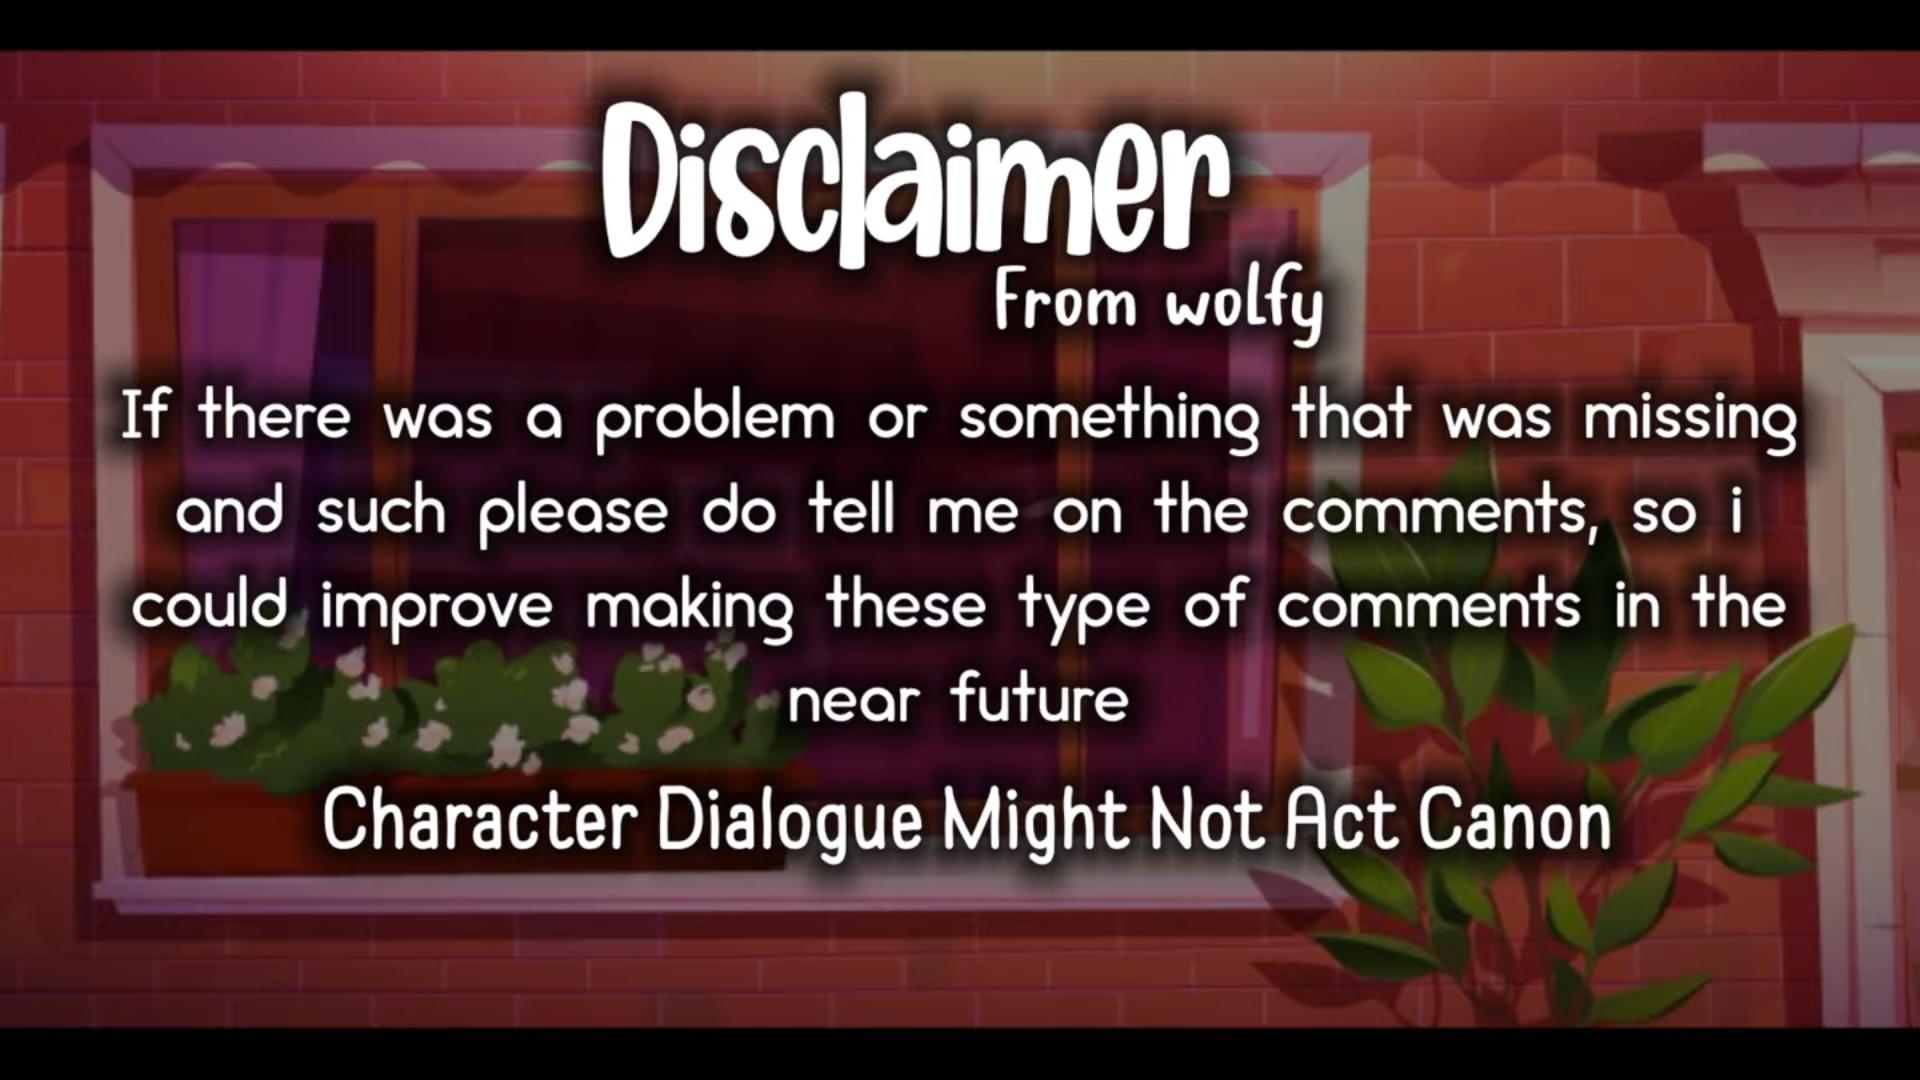 Disclaimer
From wolfy
If there was a problem or something that was missing
and such please do tell me on the comments, so i
could improve making these type of comments in the
near future
Character Dialogue Might Not Act Canon